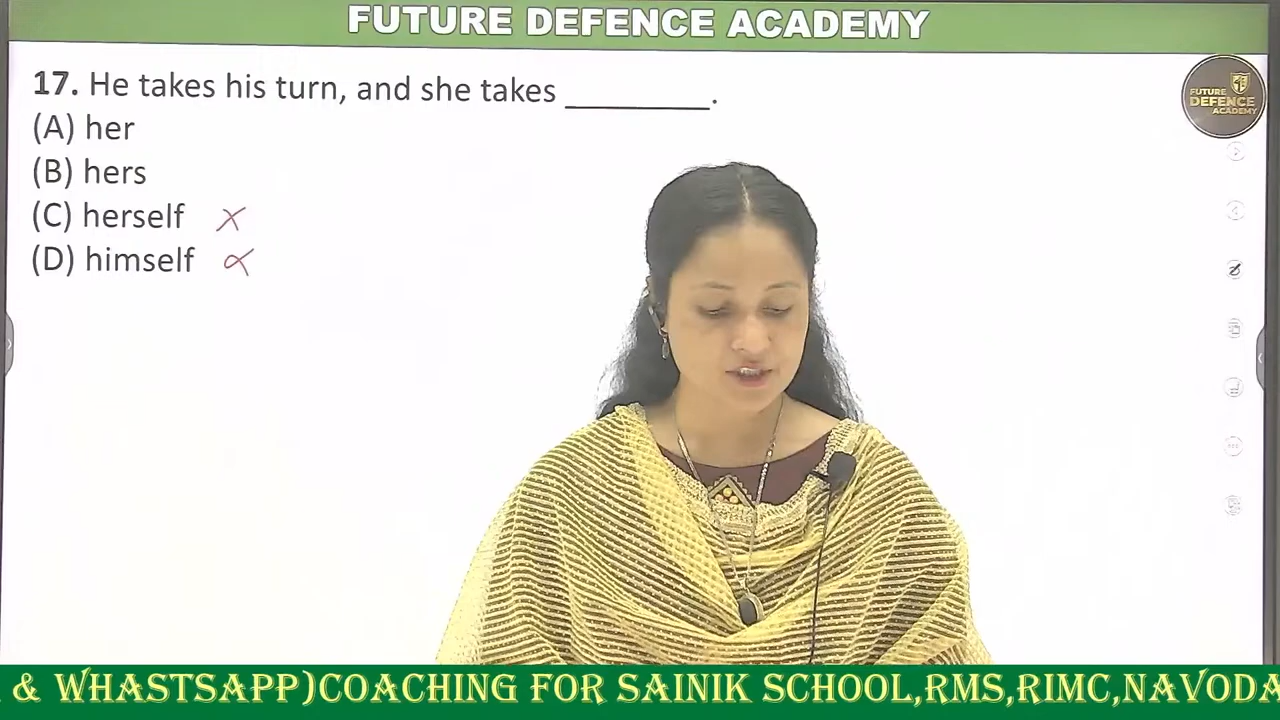 FUTURE DEFENCE ACADEMY
17. He takes his turn, and she takes _________.
(A) her
(B) hers
(C) herself x
(D) himself x
FUTURE
DEFENCE
ACADEMY
& WHASTSAPP)COACHING FOR SAINIK SCHOOL,RMS,RIMC,NAVODA